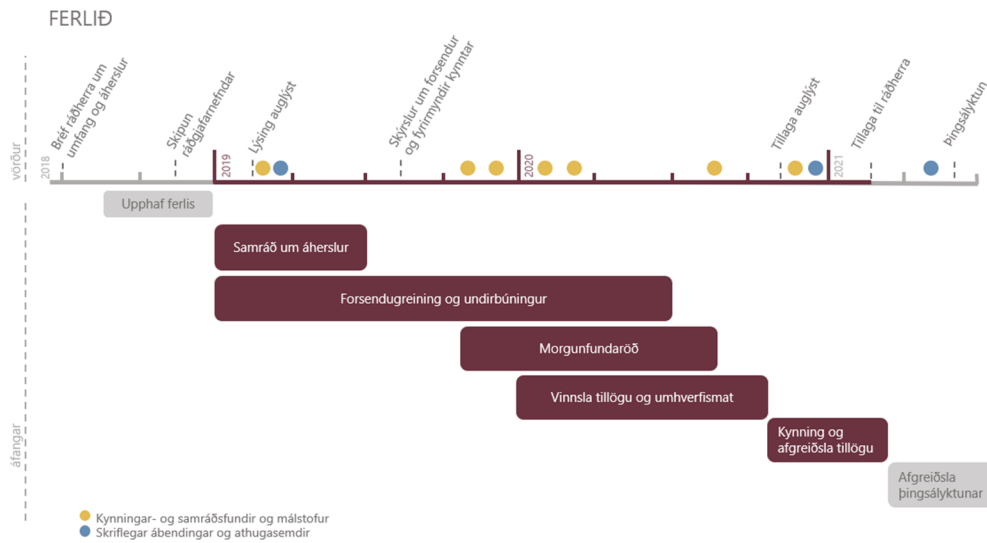 FERLIÐ
vörður
Bréf ráðherra um
umfang og áherslur
Skipun
ráðgjafarnefndar
Lýsing auglýst
Skýrslur um forsendur
og fyrirmyndir kynntar
Tillaga auglýst
Tillaga til ráðherra
Þingsályktun
2018
2019
2020
2021
áfangar
Upphaf ferlis
Samráð um áherslur
Forsendugreining og undirbúningur
Morgunfundaröð
Vinnsla tillögu og umhverfismat
Kynning og
afgreiðsla tillögu
Afgreiðsla
þingsályktunar
Kynningar- og samráðsfundir og málstofur
Skriflegar ábendingar og athugasemdir